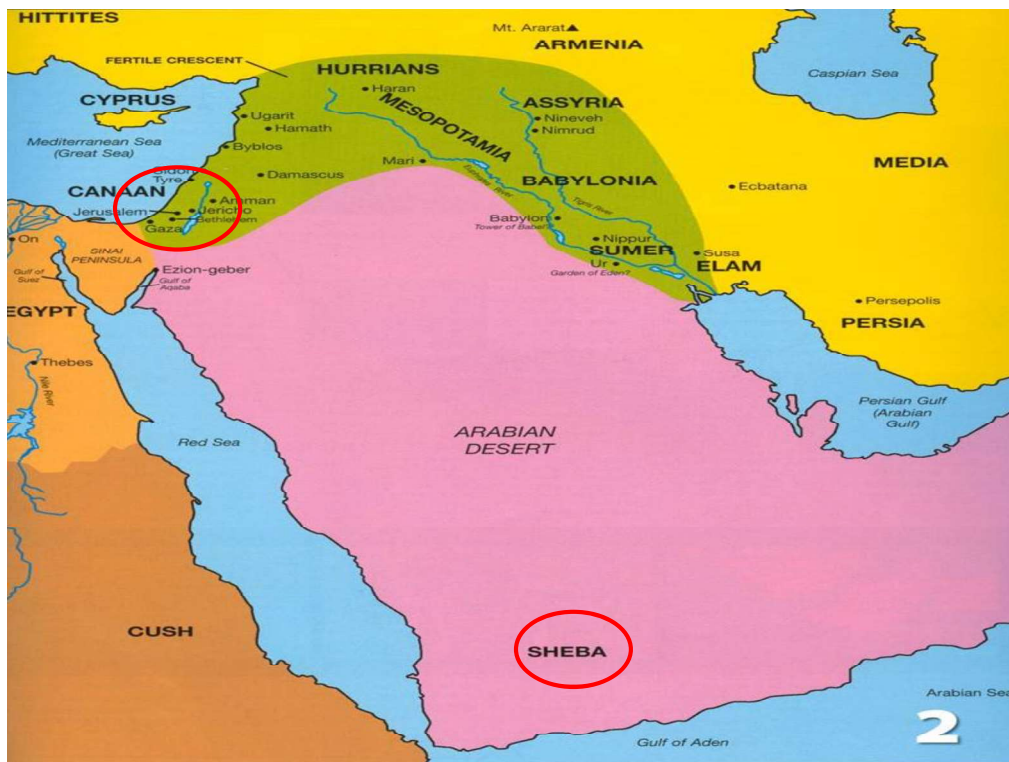 HITTITES
Mt. Ararat
ARMENIA
FERTILE CRESCENT
HURRIANS
Caspian Sea
Haran
CYPRUS
MESOPOTAMIA
ASSYRIA
Ugarit
Nineveh
Hamath
Nimrud
Mediterranean Sea
(Great Sea)
Byblos
Mari
MEDIA
Euphrates River
Sidon
Tyre
Damascus
BABYLONIA
Ecbatana
CANAAN
Amman
Jerusalem
Jericho
Bethlehem
Gaza
Tigris River
Babylon
Tower of Babel?
On
Nippur
SINAI
PENINSULA
SUMER
Susa
Ur
ELAM
Garden of Eden?
Ezion-geber
Gulf of
Suez
Gulf of
Aqaba
EGYPT
Persepolis
PERSIA
Thebes
Nile River
Persian Gulf
(Arabian
Gulf)
Red Sea
ARABIAN
DESERT
CUSH
SHEBA
Arabian Sea
Gulf of Aden
2